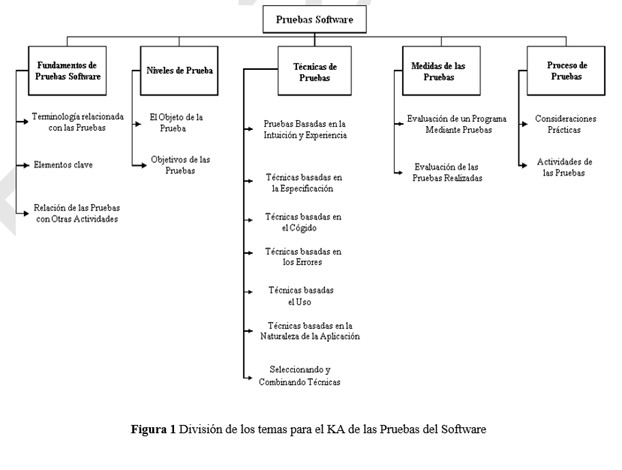 Pruebas Software
Fundamentos de
Pruebas Software
Terminología relacionada
con las Pruebas
Elementos clave
Relación de las Pruebas
con Otras Actividades
Niveles de Prueba
El Objeto de la
Prueba
Objetivos de las
Pruebas
Técnicas de
Pruebas
Pruebas Basadas en la
Intuición y Experiencia
Técnicas basadas en
la Especificación
Técnicas basadas en
el Cógido
Técnicas basadas en
los Errores
Técnicas basadas
el Uso
Técnicas basadas en la
Naturaleza de la Aplicación
Seleccionando y
Combinando Técnicas
Medidas de las
Pruebas
Evaluación de un Programa
Mediante Pruebas
Evaluación de las
Pruebas Realizadas
Proceso de
Pruebas
Consideraciones
Prácticas
Actividades de
las Pruebas
Figura 1 División de los temas para el KA de las Pruebas del Software